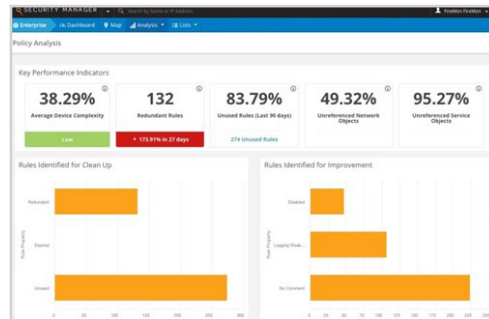 SECURITY MANAGER
Search by Name or IP Address
FireMon FireMon
Enterprise
Dashboard
Map
Analysis
Lists
Policy Analysis
Key Performance Indicators
38.29%
Average Device Complexity
Low
132
Redundant Rules
173.91% in 27 days
83.79%
Unused Rules (Last 90 days)
274 Unused Rules
49.32%
Unreferenced Network
Objects
95.27%
Unreferenced Service
Objects
Rules Identified for Clean Up
Redundant
Expired
Unused
Rule Property
0 50 100 150 200 250 300
Rules Identified for Improvement
Disabled
Logging Disab...
No Comment
Rule Property
0 25 50 75 100 125 150 175 200 225 250